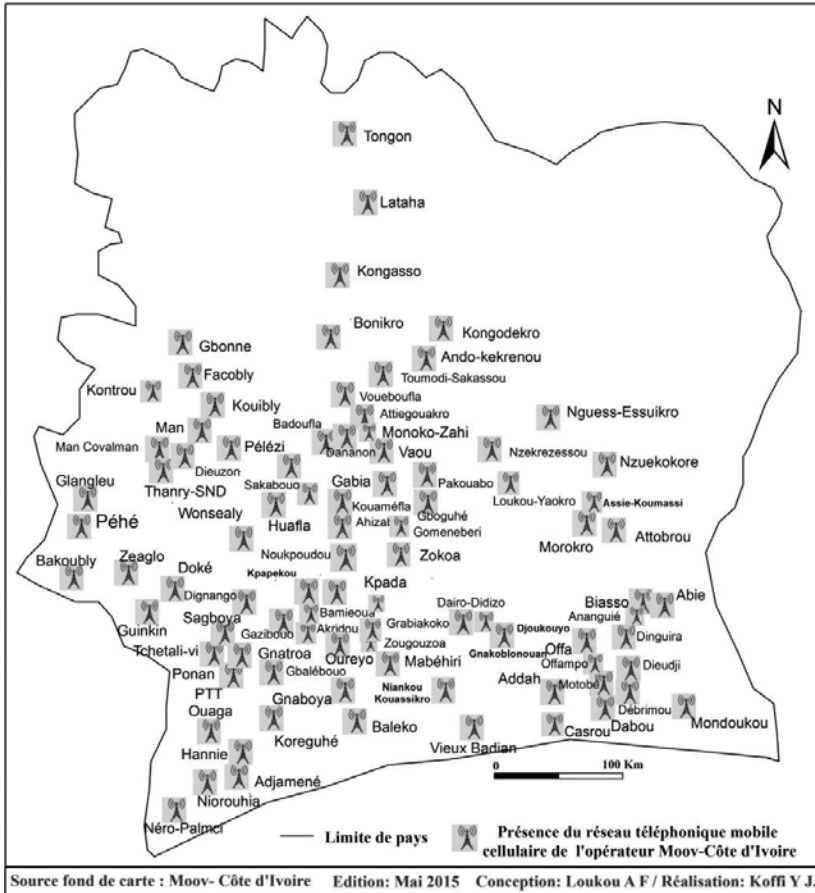 N
Tongon
Lataha
Kongasso
Bonikro
Kongodekro
Gbonne
Ando-kekrenou
Facobly
Toumodi-Sakassou
Kontrou
Voueboufla
Kouibly
Attiegouakro
Nguess-Essuikro
Man
Badoufla
Monoko-Zahi
Man Covalman
Pélézi
Dananon
Vaou
Nzekrezessou
Nzuekokore
Dieuzon
Thanry-SND
Sakabouo
Gabia
Pakouabo
Glangleu
Loukou-Yaokro
Assie-Koumassi
Wonsealy
Huafla
Kouaméfla
Gboguhé
Péhé
Ahizab
Gomeneberi
Morokro
Attobrou
Noukpoudou
Zokoa
Bakoubly
Zeaglo
Doké
Kpapekou
Kpada
Dignango
Dairo-Didizo
Biasso
Abie
Guinkin
Sagboya
Bamieoua
Grabiakoko
Djoukouyo
Ananguié
Gazibouo
Akridou
Zougouzoa
Gnakoblonouan
Offa
Dinguira
Tchetali-vi
Gnatroa
Oureyo
Mabéhiri
Offampo
Ponan
Gbalébouo
Addah
Motobé
Dieudji
PTT
Gnaboya
Niankou
Kouassikro
Débrimou
Ouaga
Koreguhé
Baleko
Vieux Badian
Casrou
Dabou
Mondoukou
Hannie
Adjamené
Niorouhia
Néro-Palmci
0 100 Km
Limite de pays
Présence du réseau téléphonique mobile
cellulaire de l'opérateur Moov-Côte d'Ivoire
Source fond de carte : Moov- Côte d'Ivoire Edition: Mai 2015 Conception: Loukou A F / Réalisation: Koffi Y J.